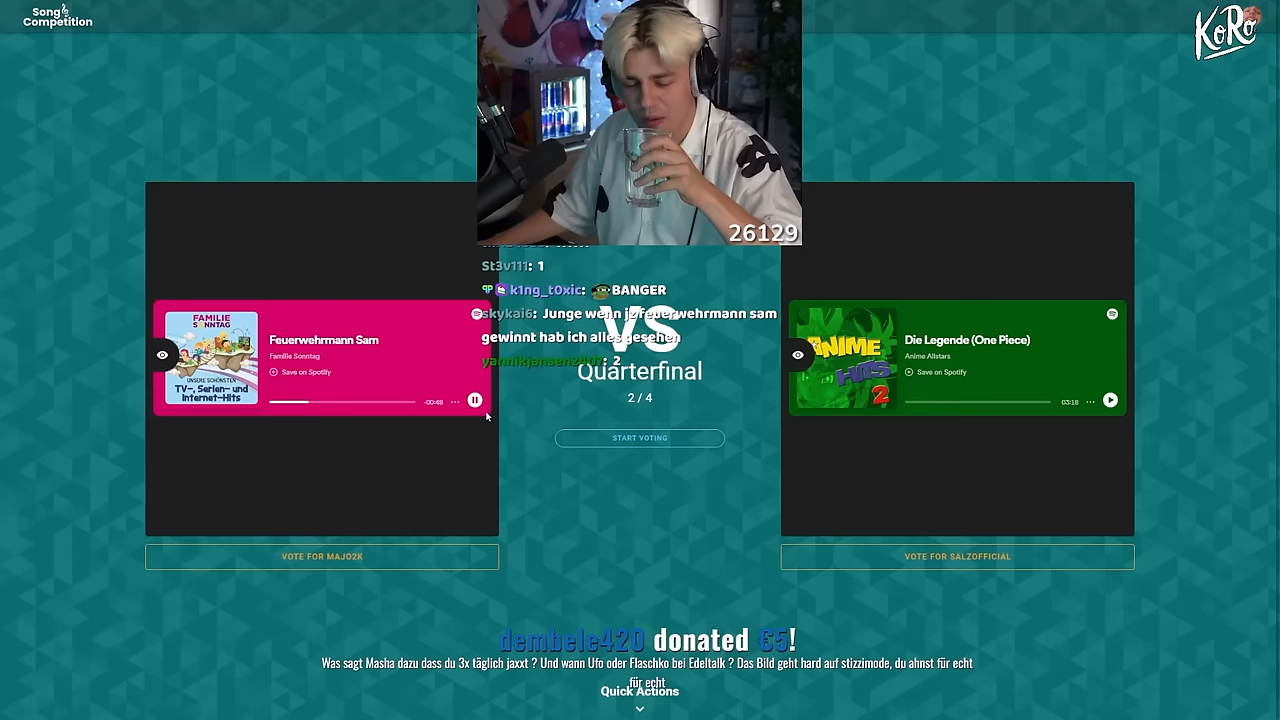 Song
Competition
KoRo
26129
St3v111: 1
k1ng_t0xic: BANGER
skykai6: Junge wenn jz feuerwehrmann sam
gewinnt hab ich alles gesehen
yannikjansen2407: 2
VS
Quarterfinal
2 / 4
START VOTING
FAMILIE
SONNTAG
UNSERE SCHÖNSTEN
TV-, Serien- und
Internet-Hits
Feuerwehrmann Sam
Familie Sonntag
Save on Spotify
-00:48
VOTE FOR MAJO2K
ANIME
HITS
2
Die Legende (One Piece)
Anime Allstars
Save on Spotify
03:18
VOTE FOR SALZOFFICIAL
dembele420 donated €5!
Was sagt Masha dazu dass du 3x täglich jaxxt ? Und wann Ufo oder Flaschko bei Edeltalk ? Das Bild geht hard auf stizzimode, du ahnst für echt
für echt
Quick Actions